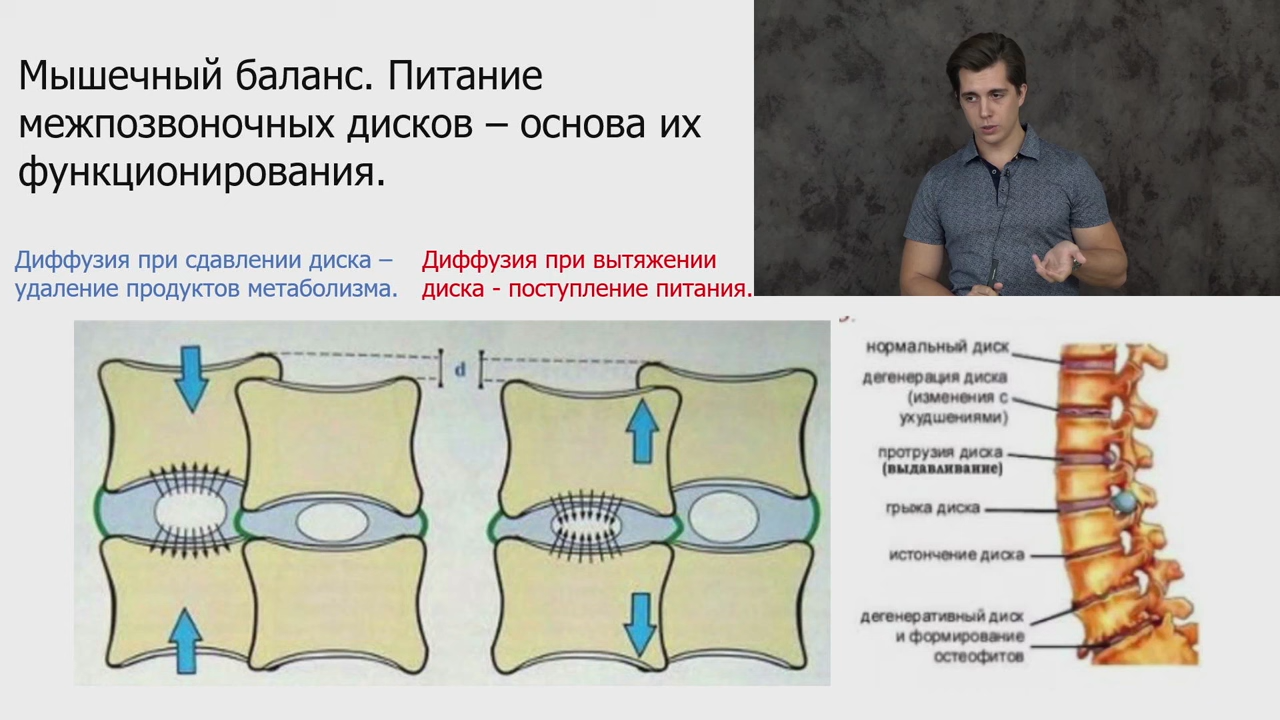 Мышечный баланс. Питание
межпозвоночных дисков – основа их
функционирования.
Диффузия при сдавлении диска –
удаление продуктов метаболизма.
Диффузия при вытяжении
диска - поступление питания.
d
нормальный диск
дегенерация диска
(изменения с
ухудшениями)
протрузия диска
(выдавливание)
грыжа диска
истончение диска
дегенеративный диск
и формирование
остеофитов